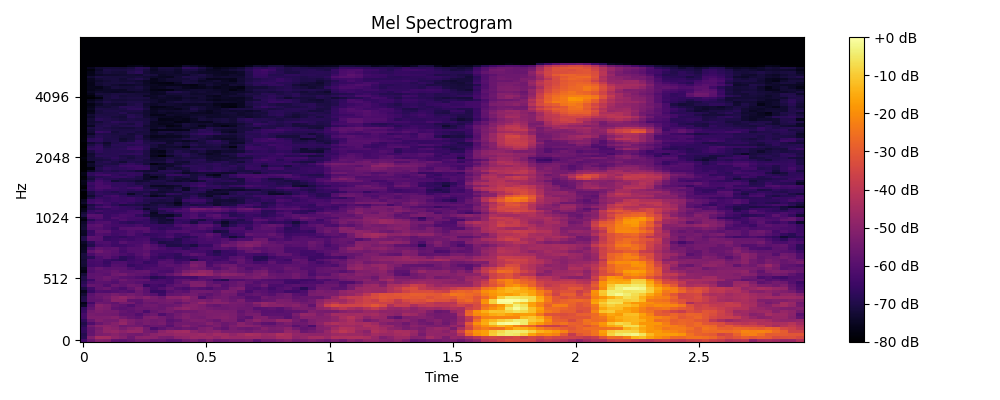 Mel Spectrogram
+0 dB
-10 dB
-20 dB
-30 dB
-40 dB
-50 dB
-60 dB
-70 dB
-80 dB
Hz
4096
2048
1024
512
0
0 0.5 1 1.5 2 2.5
Time